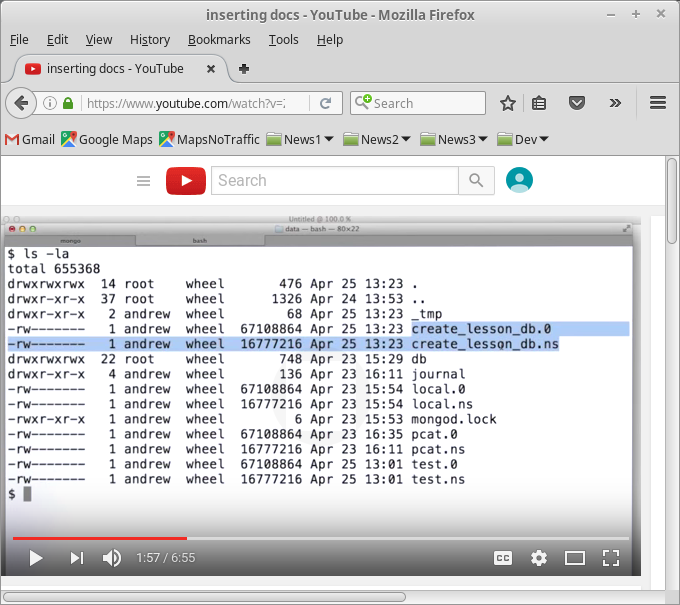 inserting docs - YouTube - Mozilla Firefox
File Edit View History Bookmarks Tools Help
inserting docs - YouTube
https://www.youtube.com/watch?v= Search
Gmail Google Maps MapsNoTraffic News1 News2 News3 Dev
Search
Untitled @ 100.0 %
data — bash — 80×22
mongo bash
$ ls -la
total 655368
drwxrwxrwx 14 root wheel 476 Apr 25 13:23 .
drwxr-xr-x 37 root wheel 1326 Apr 24 13:53 ..
drwxr-xr-x 2 andrew wheel 68 Apr 25 13:23 _tmp
-rw------- 1 andrew wheel 67108864 Apr 25 13:23 create_lesson_db.0
-rw------- 1 andrew wheel 16777216 Apr 25 13:23 create_lesson_db.ns
drwxrwxrwx 22 root wheel 748 Apr 23 15:29 db
drwxr-xr-x 4 andrew wheel 136 Apr 23 16:11 journal
-rw------- 1 andrew wheel 67108864 Apr 23 15:54 local.0
-rw------- 1 andrew wheel 16777216 Apr 23 15:54 local.ns
-rwxr-xr-x 1 andrew wheel 6 Apr 23 15:53 mongod.lock
-rw------- 1 andrew wheel 67108864 Apr 23 16:35 pcat.0
-rw------- 1 andrew wheel 16777216 Apr 23 16:11 pcat.ns
-rw------- 1 andrew wheel 67108864 Apr 25 13:01 test.0
-rw------- 1 andrew wheel 16777216 Apr 25 13:01 test.ns
$
1:57 / 6:55 CC